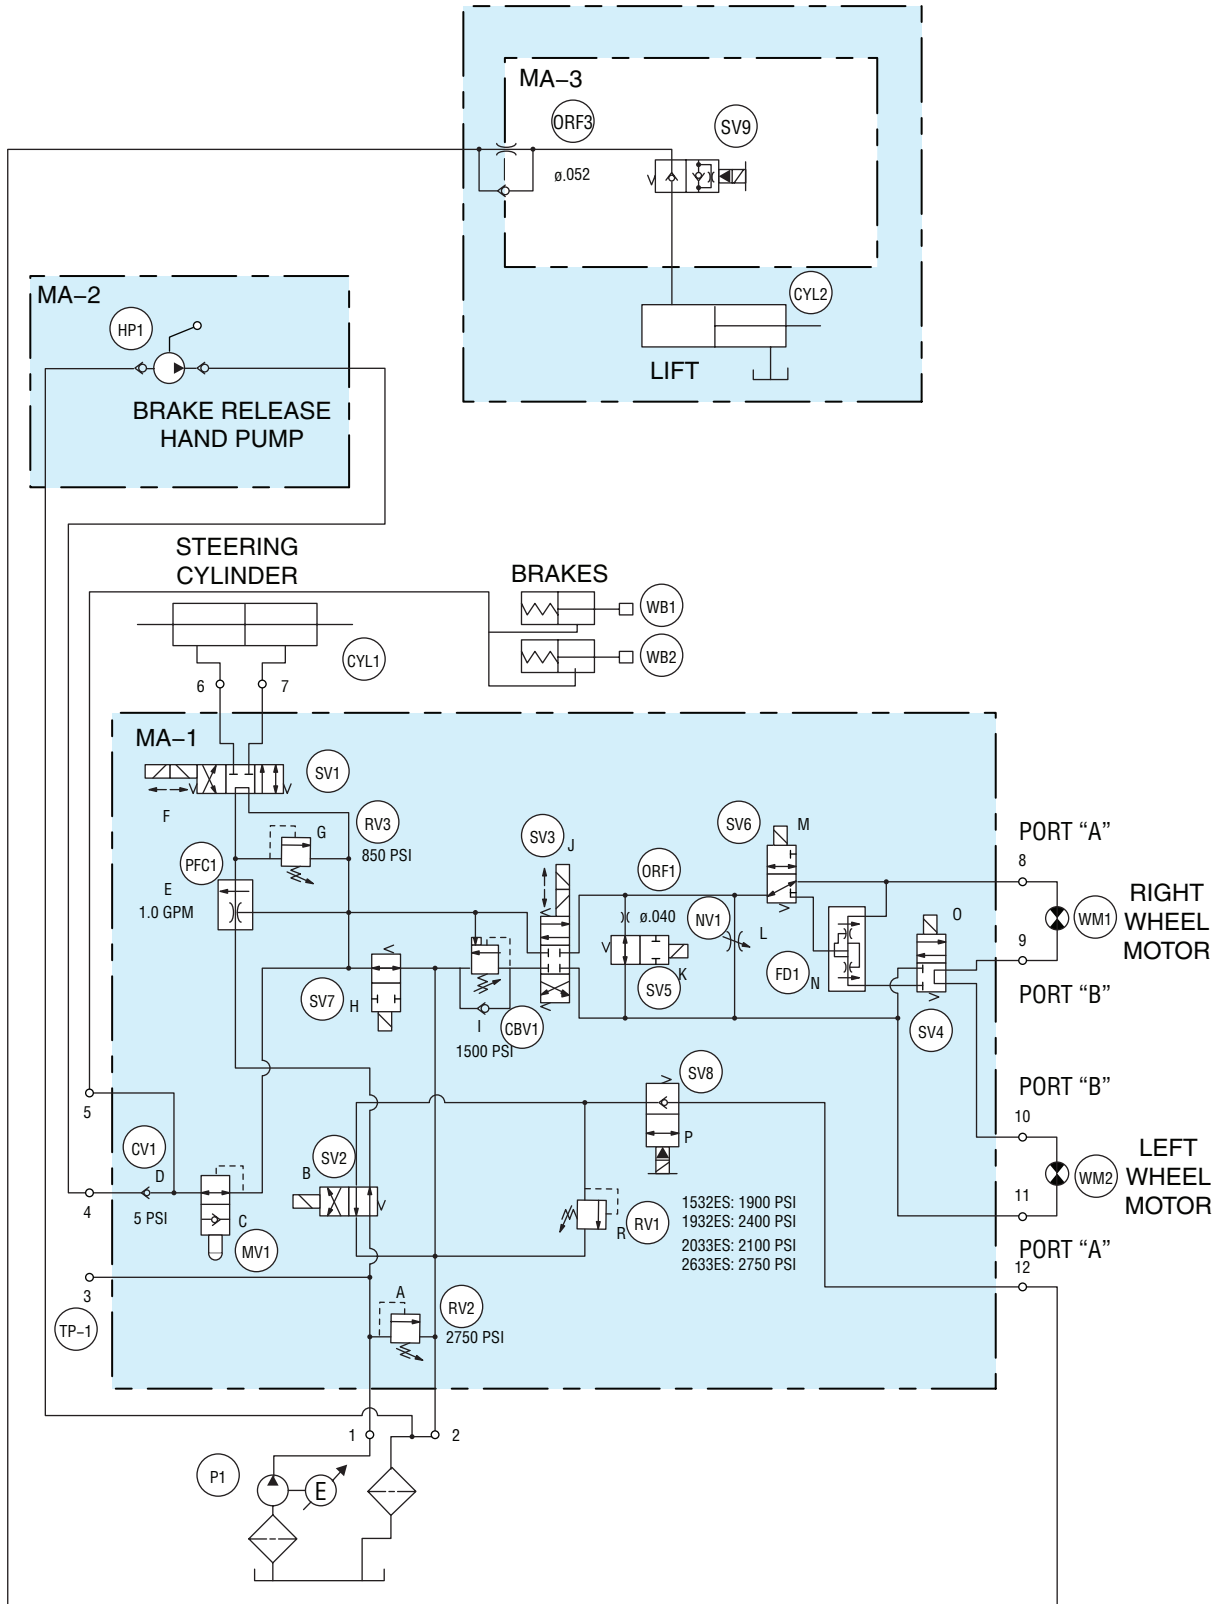 MA–3
ORF3
SV9
ø.052
CYL2
LIFT
MA–2
HP1
BRAKE RELEASE
HAND PUMP
STEERING
CYLINDER
BRAKES
WB1
WB2
CYL1
6
7
MA–1
SV1
F
RV3
G
850 PSI
PFC1
E
1.0 GPM
SV3
J
SV6
M
ORF1
ø.040
NV1
L
K
SV5
FD1
N
O
SV4
SV7
H
I
CBV1
1500 PSI
PORT “A”
8
RIGHT
WHEEL
MOTOR
WM1
9
PORT “B”
SV8
P
PORT “B”
10
LEFT
WHEEL
MOTOR
WM2
11
PORT “A”
12
5
CV1
D
4
5 PSI
C
MV1
SV2
B
R
RV1
1532ES: 1900 PSI
1932ES: 2400 PSI
2033ES: 2100 PSI
2633ES: 2750 PSI
3
TP–1
A
RV2
2750 PSI
1
2
P1
E